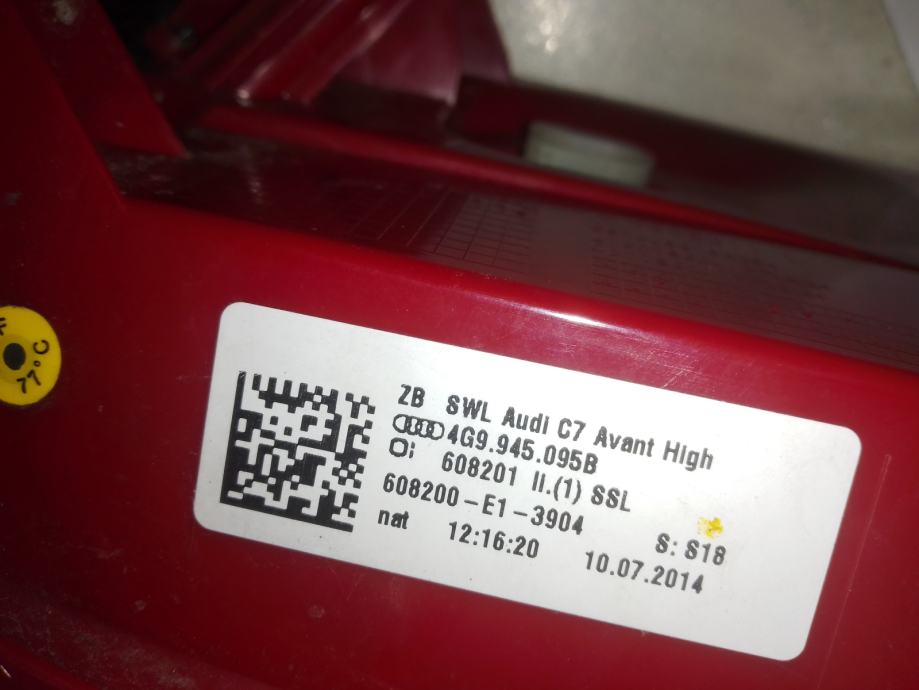 ZB SWL Audi C7 Avant High
4G9.945.095B
608201 II.(1) SSL
608200-E1-3904
S: S18
nat 12:16:20 10.07.2014
77°C